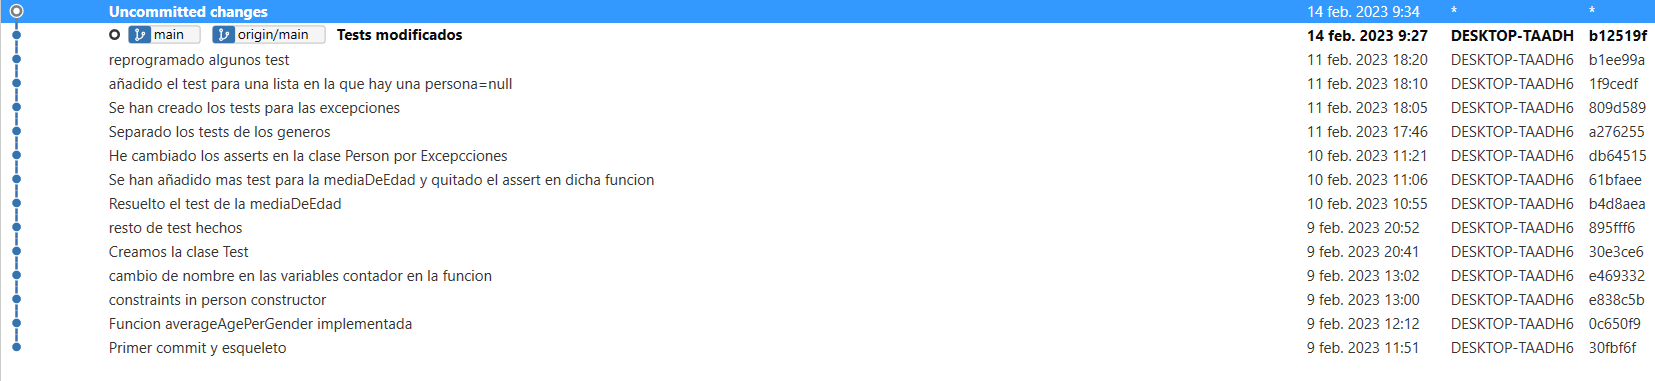 Uncommitted changes 14 feb. 2023 9:34 * *
main origin/main Tests modificados 14 feb. 2023 9:27 DESKTOP-TAADH b12519f
reprogramado algunos test 11 feb. 2023 18:20 DESKTOP-TAADH6 b1ee99a
añadido el test para una lista en la que hay una persona=null 11 feb. 2023 18:10 DESKTOP-TAADH6 1f9cedf
Se han creado los tests para las excepciones 11 feb. 2023 18:05 DESKTOP-TAADH6 809d589
Separado los tests de los generos 11 feb. 2023 17:46 DESKTOP-TAADH6 a276255
He cambiado los asserts en la clase Person por Excepcciones 10 feb. 2023 11:21 DESKTOP-TAADH6 db64515
Se han añadido mas test para la mediaDeEdad y quitado el assert en dicha funcion 10 feb. 2023 11:06 DESKTOP-TAADH6 61bfaee
Resuelto el test de la mediaDeEdad 10 feb. 2023 10:55 DESKTOP-TAADH6 b4d8aea
resto de test hechos 9 feb. 2023 20:52 DESKTOP-TAADH6 895fff6
Creamos la clase Test 9 feb. 2023 20:41 DESKTOP-TAADH6 30e3ce6
cambio de nombre en las variables contador en la funcion 9 feb. 2023 13:02 DESKTOP-TAADH6 e469332
constraints in person constructor 9 feb. 2023 13:00 DESKTOP-TAADH6 e838c5b
Funcion averageAgePerGender implementada 9 feb. 2023 12:12 DESKTOP-TAADH6 0c650f9
Primer commit y esqueleto 9 feb. 2023 11:51 DESKTOP-TAADH6 30fbf6f